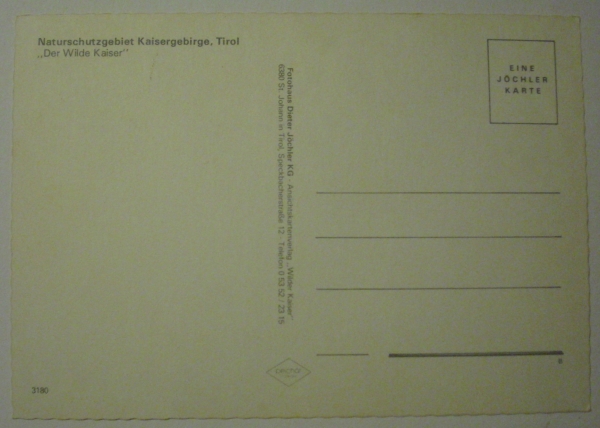 Naturschutzgebiet Kaisergebirge, Tirol
„Der Wilde Kaiser"
EINE
JÖCHLER
KARTE
Fotohaus Dieter Jöchler KG · Ansichtskartenverlag „Wilder Kaiser"
6380 St. Johann in Tirol, Speckbacherstraße 12 · Telefon 0 53 52 / 23 15
3180